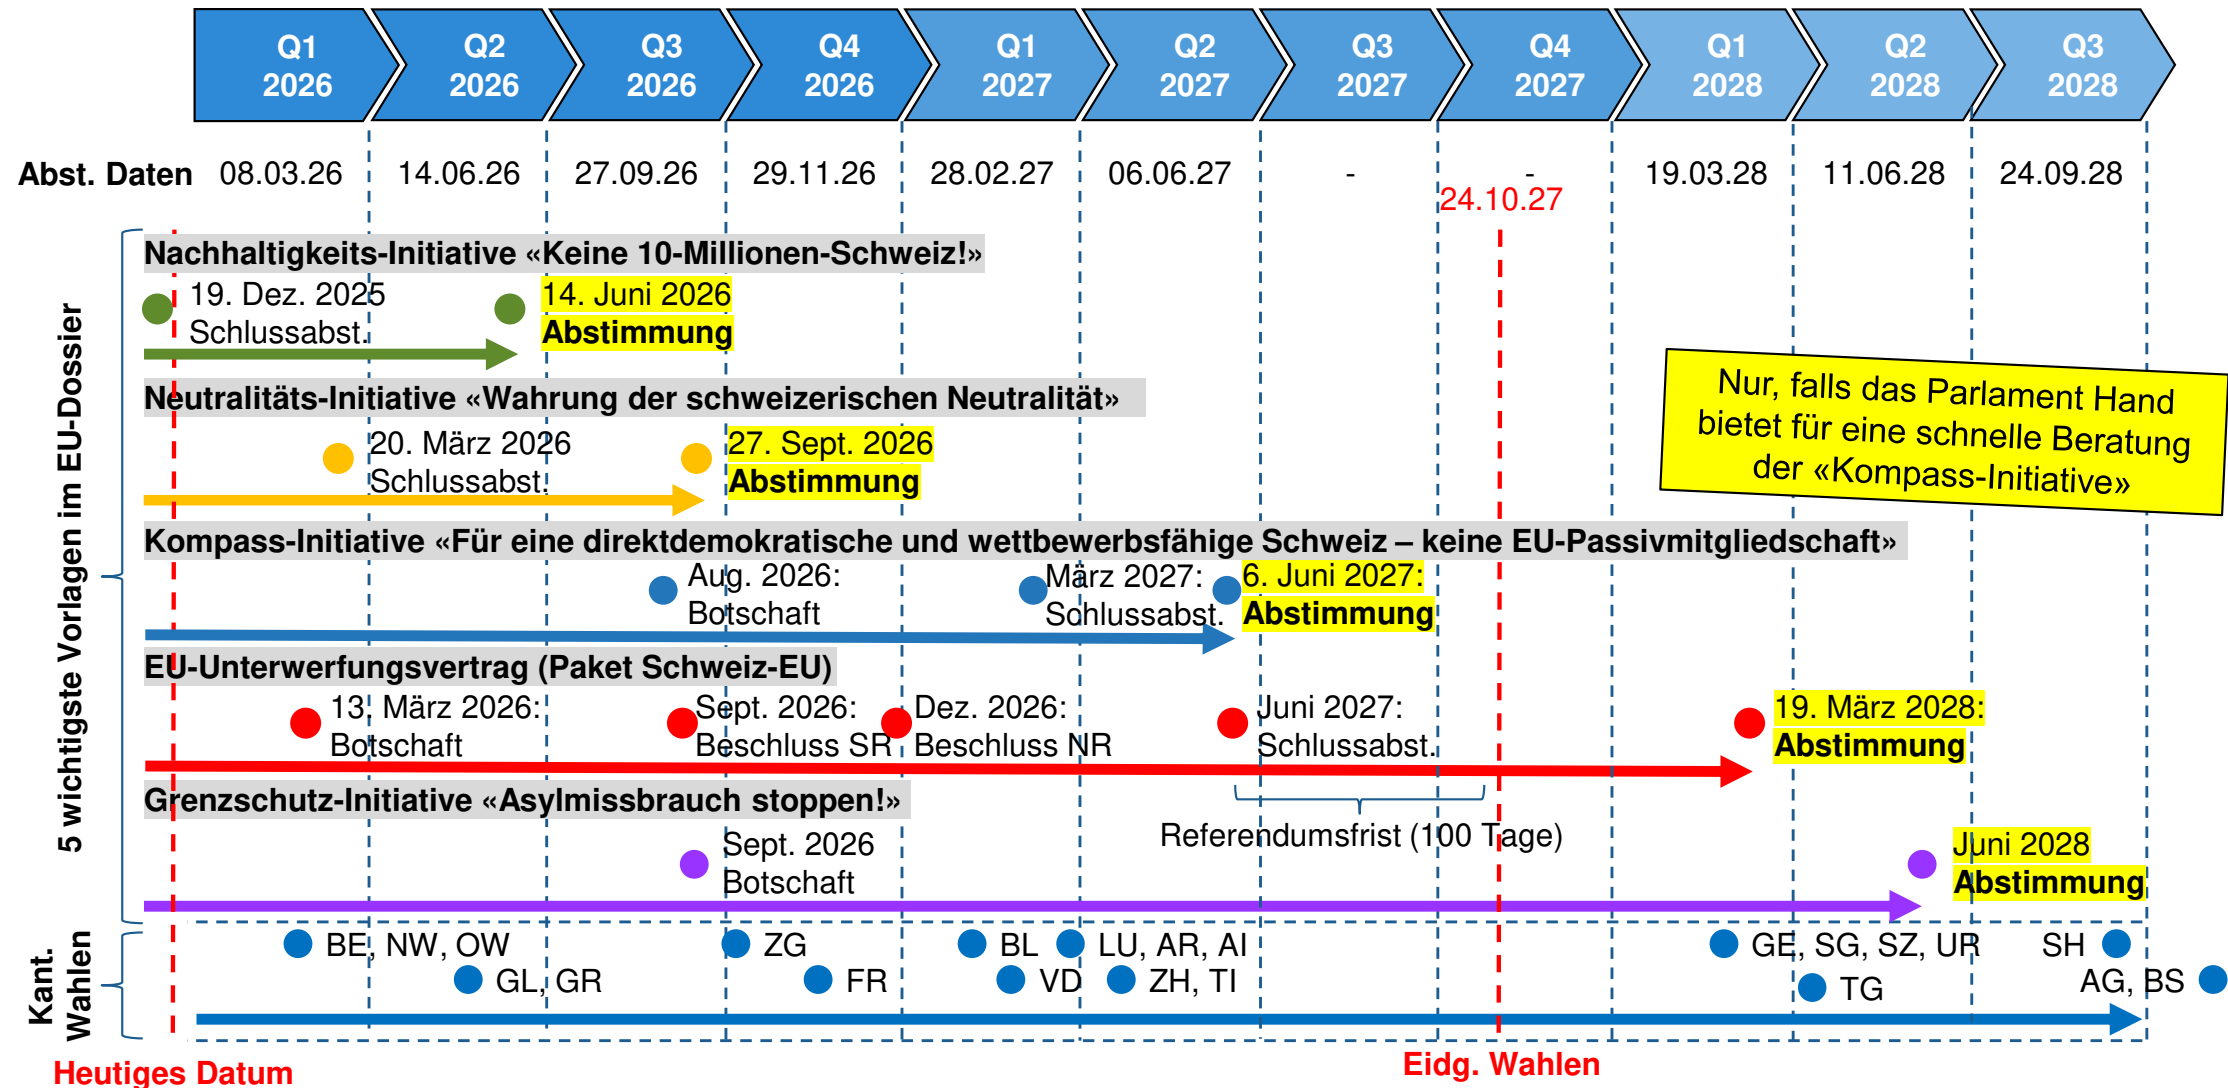 Q1 Q2 Q3 Q4 Q1 Q2 Q3 Q4 Q1 Q2 Q3
2026 2026 2026 2026 2027 2027 2027 2027 2028 2028 2028
Abst. Daten 08.03.26 14.06.26 27.09.26 29.11.26 28.02.27 06.06.27 - - 19.03.28 11.06.28 24.09.28
24.10.27
5 wichtigste Vorlagen im EU-Dossier
Nachhaltigkeits-Initiative «Keine 10-Millionen-Schweiz!»
19. Dez. 2025 14. Juni 2026
Schlussabst. Abstimmung
Neutralitäts-Initiative «Wahrung der schweizerischen Neutralität»
20. März 2026 27. Sept. 2026
Schlussabst. Abstimmung
Nur, falls das Parlament Hand
bietet für eine schnelle Beratung
der «Kompass-Initiative»
Kompass-Initiative «Für eine direktdemokratische und wettbewerbsfähige Schweiz – keine EU-Passivmitgliedschaft»
Aug. 2026: März 2027: 6. Juni 2027:
Botschaft Schlussabst. Abstimmung
EU-Unterwerfungsvertrag (Paket Schweiz-EU)
13. März 2026: Sept. 2026: Dez. 2026: Juni 2027: 19. März 2028:
Botschaft Beschluss SR Beschluss NR Schlussabst. Abstimmung
Grenzschutz-Initiative «Asylmissbrauch stoppen!»
Referendumsfrist (100 Tage)
Sept. 2026 Juni 2028
Botschaft Abstimmung
Kant.
Wahlen
BE, NW, OW ZG BL LU, AR, AI GE, SG, SZ, UR SH
GL, GR FR VD ZH, TI TG AG, BS
Heutiges Datum Eidg. Wahlen